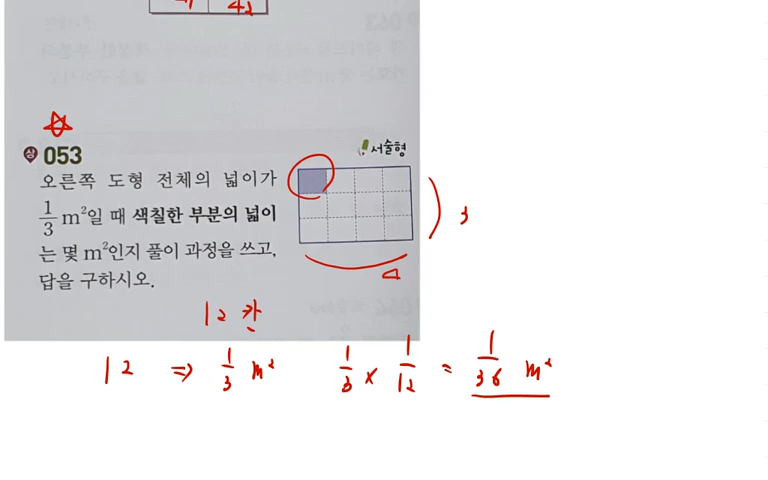 42
상 053
서술형
오른쪽 도형 전체의 넓이가
1/3 m²일 때 색칠한 부분의 넓이
는 몇 m²인지 풀이 과정을 쓰고,
답을 구하시오.
3
4
12 칸
12 ⇒ 1/3 m² 1/3 × 1/12 = 1/36 m²